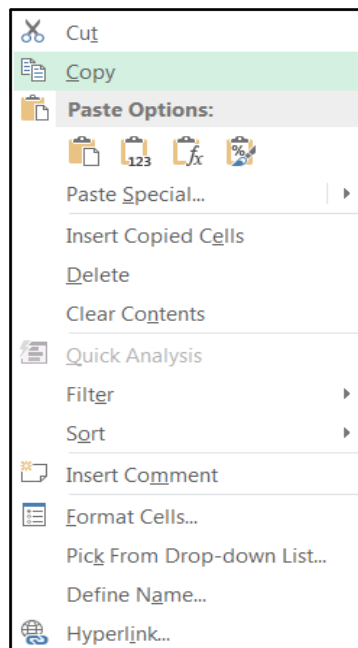 Cut
Copy
Paste Options:
123 fx %
Paste Special...
Insert Copied Cells
Delete
Clear Contents
Quick Analysis
Filter
Sort
Insert Comment
Format Cells...
Pick From Drop-down List...
Define Name...
Hyperlink...